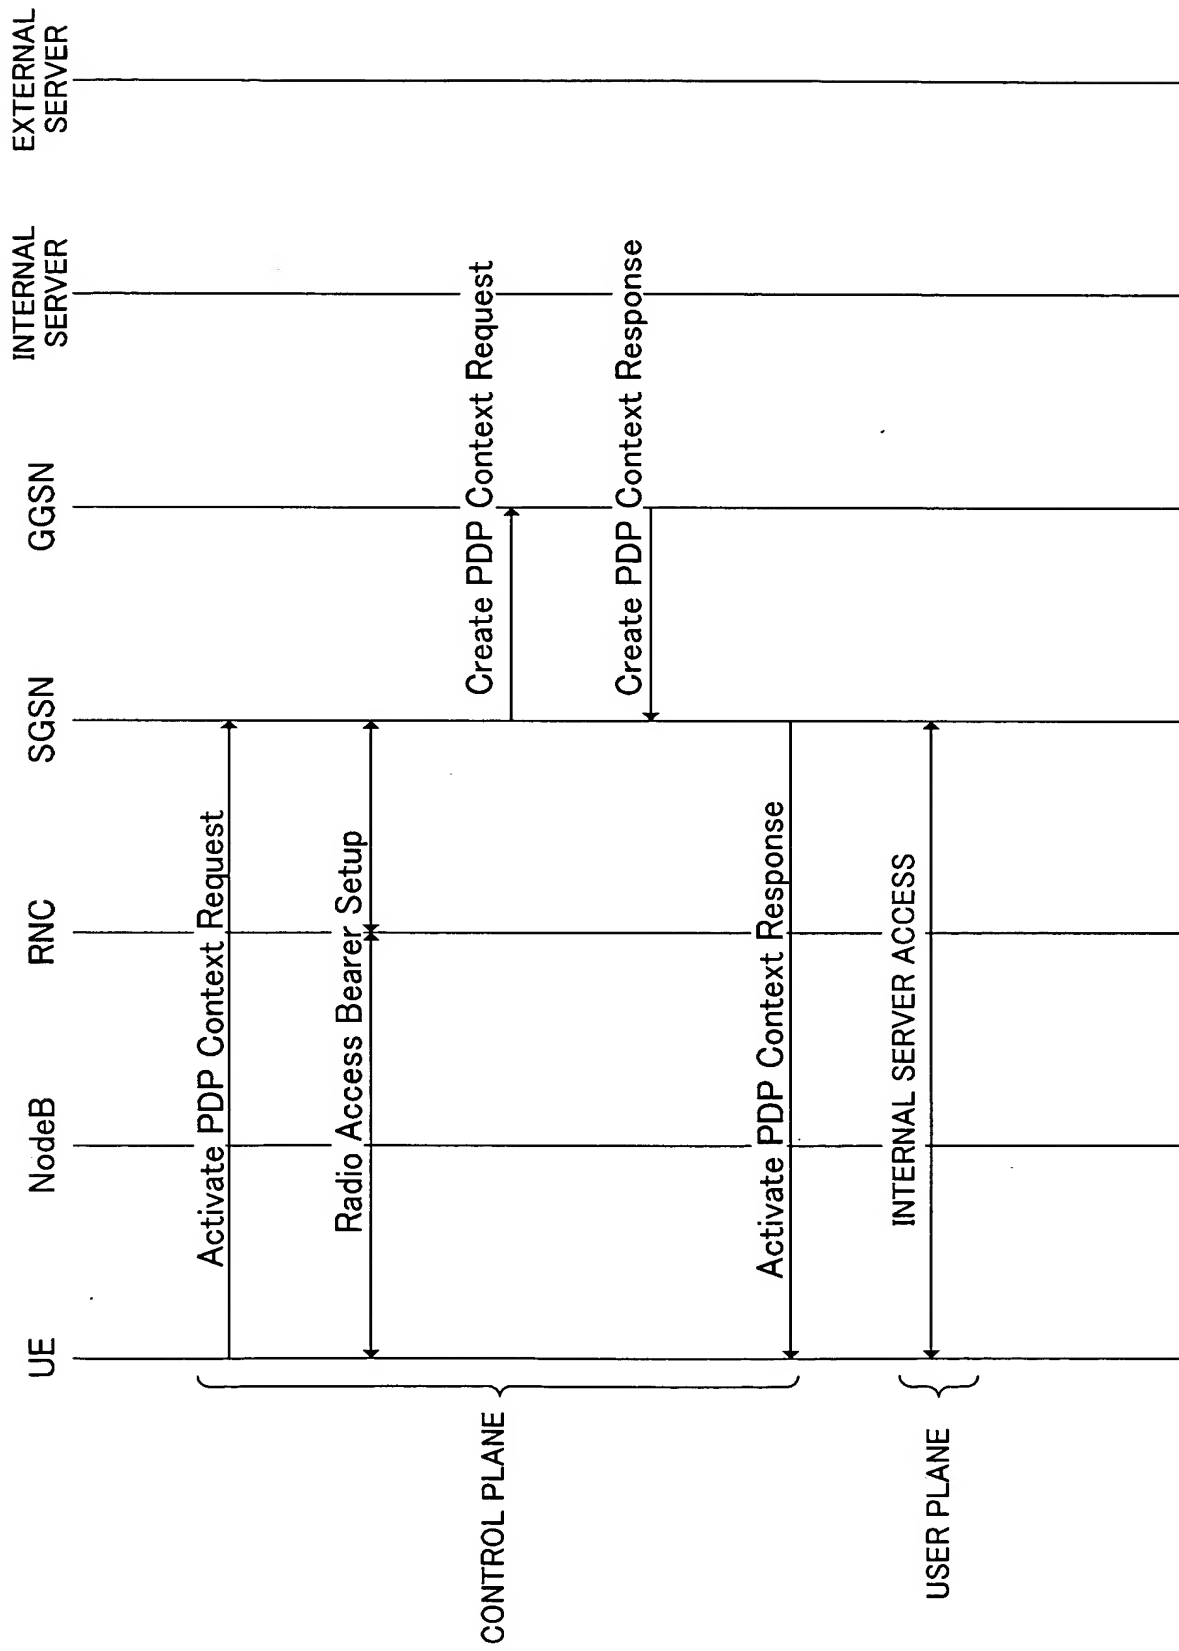 UE
NodeB
RNC
SGSN
GGSN
INTERNAL
SERVER
EXTERNAL
SERVER
Activate PDP Context Request
Radio Access Bearer Setup
Create PDP Context Request
Create PDP Context Response
Activate PDP Context Response
INTERNAL SERVER ACCESS
CONTROL PLANE
USER PLANE